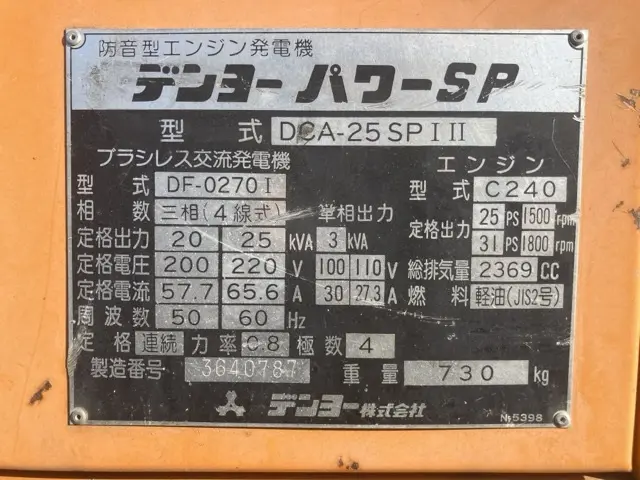 防音型エンジン発電機
デンヨーパワーSP
型式 DCA-25SPIII
ブラシレス交流発電機
型式 DF-0270I
相数 三相(4線式) 単相出力
定格出力 20 25 kVA 3 kVA
定格電圧 200 220 V 100 110 V
定格電流 57.7 65.6 A 30 27.3 A
周波数 50 60 Hz
定格 連続 力率 0.8 極数 4
エンジン
型式 C240
定格出力 25 PS 1500 rpm
31 PS 1800 rpm
総排気量 2369 CC
燃料 軽油(JIS2号)
製造番号 3640787 重量 730 kg
デンヨー株式会社
№5398